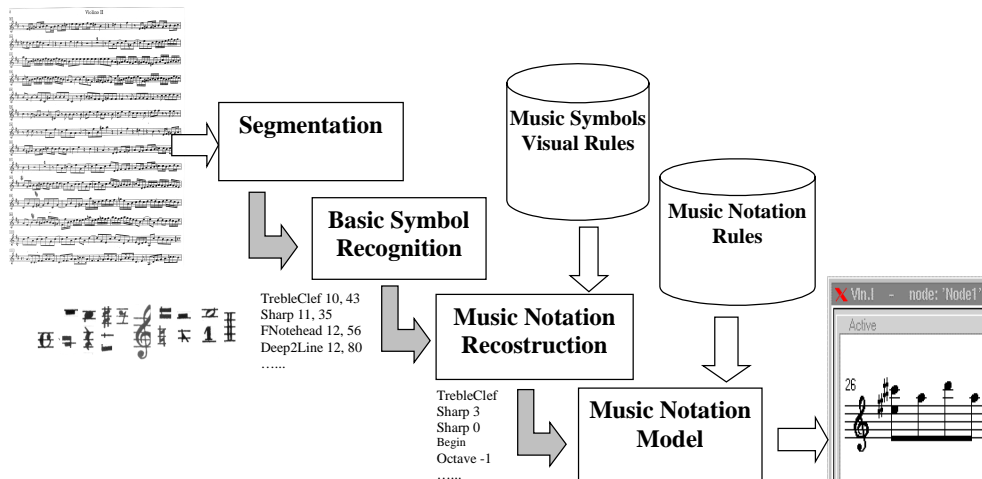 Violino II
Segmentation
Music Symbols
Visual Rules
Basic Symbol
Recognition
Music Notation
Rules
TrebleClef 10, 43
Sharp 11, 35
FNotehead 12, 56
Deep2Line 12, 80
…...
Music Notation
Recostruction
TrebleClef
Sharp 3
Sharp 0
Begin
Octave -1
…...
Music Notation
Model
X Vln.I - node: 'Node1'
Active
26